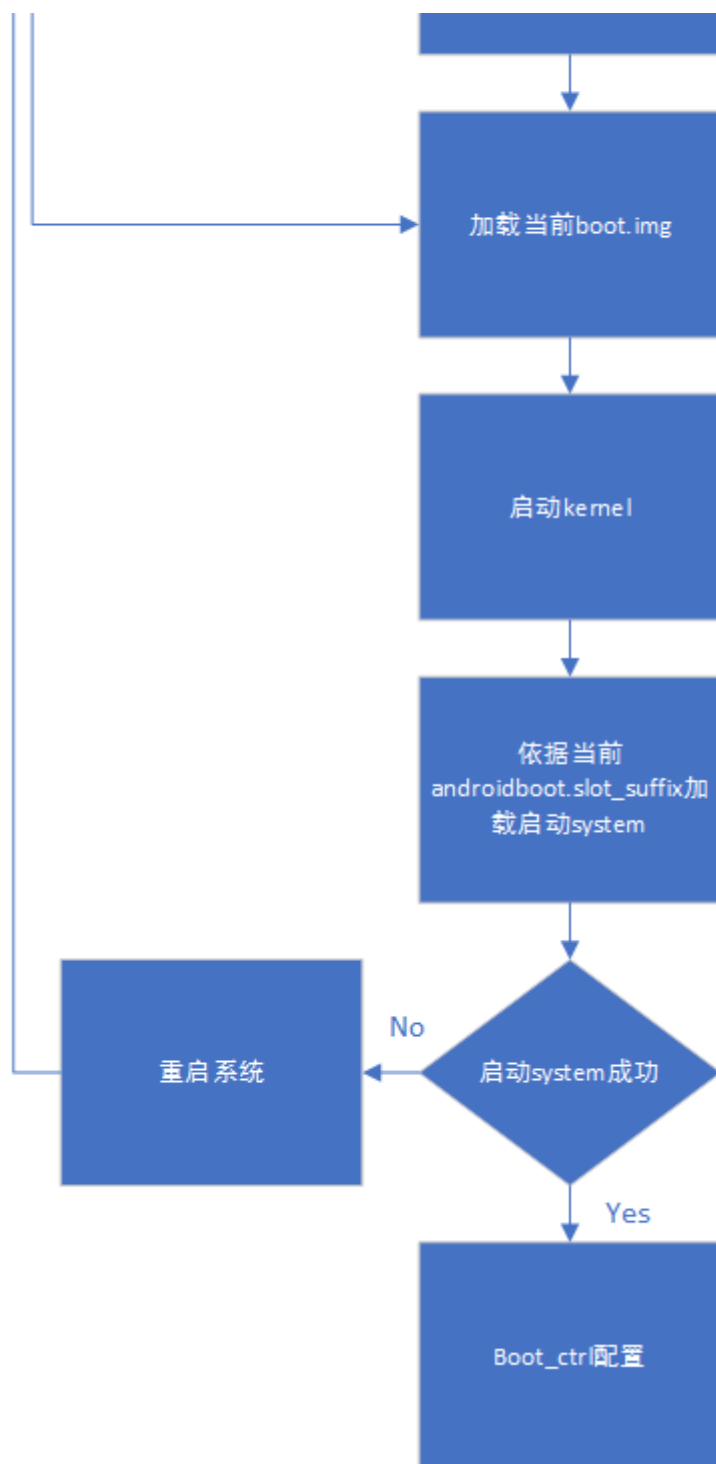 加载当前boot.img
启动kernel
依据当前
androidboot.slot_suffix加
载启动system
No
重启系统
启动system成功
Yes
Boot_ctrl配置